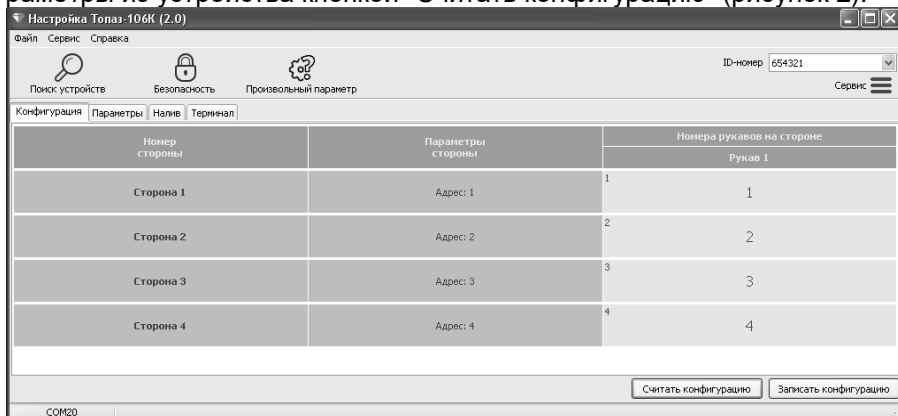 раметры из устройства кнопкой "Считать конфигурацию" (рисунок 2).
Настройка Топаз-106К (2.0)
Файл Сервис Справка
Поиск устройств Безопасность Произвольный параметр
ID-номер 654321
Сервис
Конфигурация Параметры Налив Терминал
Номер стороны Параметры стороны Номера рукавов на стороне
Рукав 1
Сторона 1 Адрес: 1 1 1
Сторона 2 Адрес: 2 2 2
Сторона 3 Адрес: 3 3 3
Сторона 4 Адрес: 4 4 4
Считать конфигурацию Записать конфигурацию
COM20